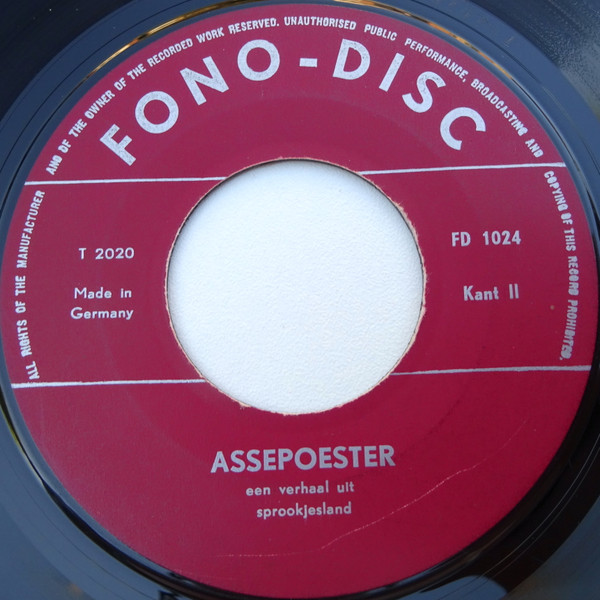 ALL RIGHTS OF THE MANUFACTURER AND OF THE OWNER OF THE RECORDED WORK RESERVED. UNAUTHORISED PUBLIC PERFORMANCE, BROADCASTING AND COPYING OF THIS RECORD PROHIBITED.
FONO-DISC
T 2020
Made in
Germany
FD 1024
Kant II
ASSEPOESTER
een verhaal uit
sprookjesland